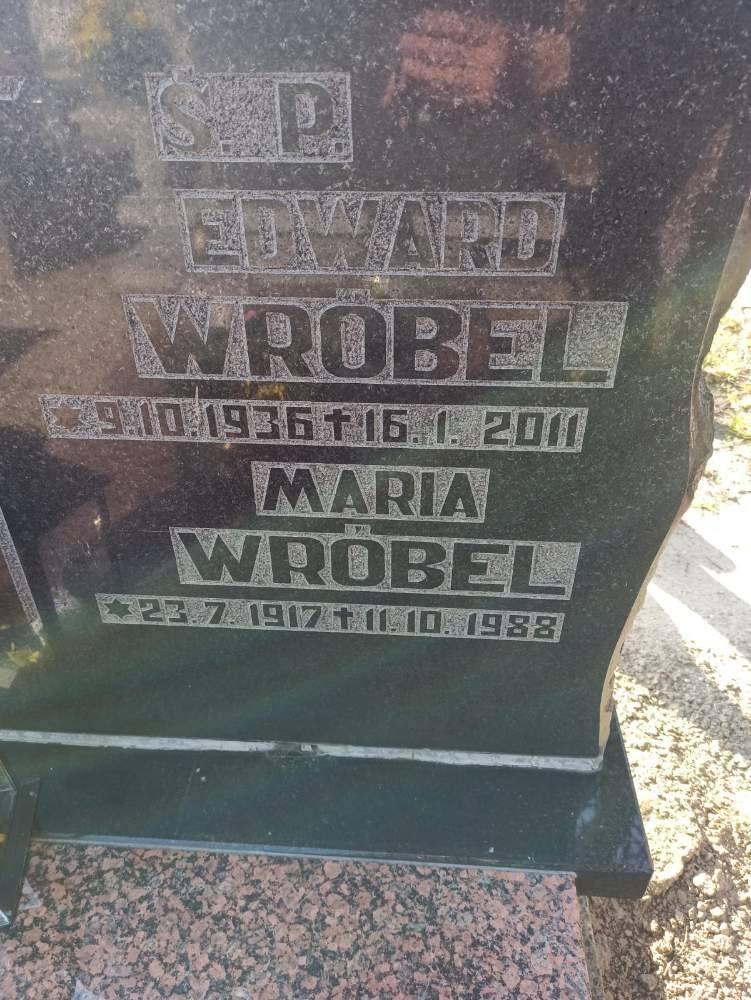 Ś. P.
EDWARD
WRÓBEL
* 9.10.1936 † 16.1.2011
MARIA
WRÓBEL
* 23.7.1917 † 11.10.1988